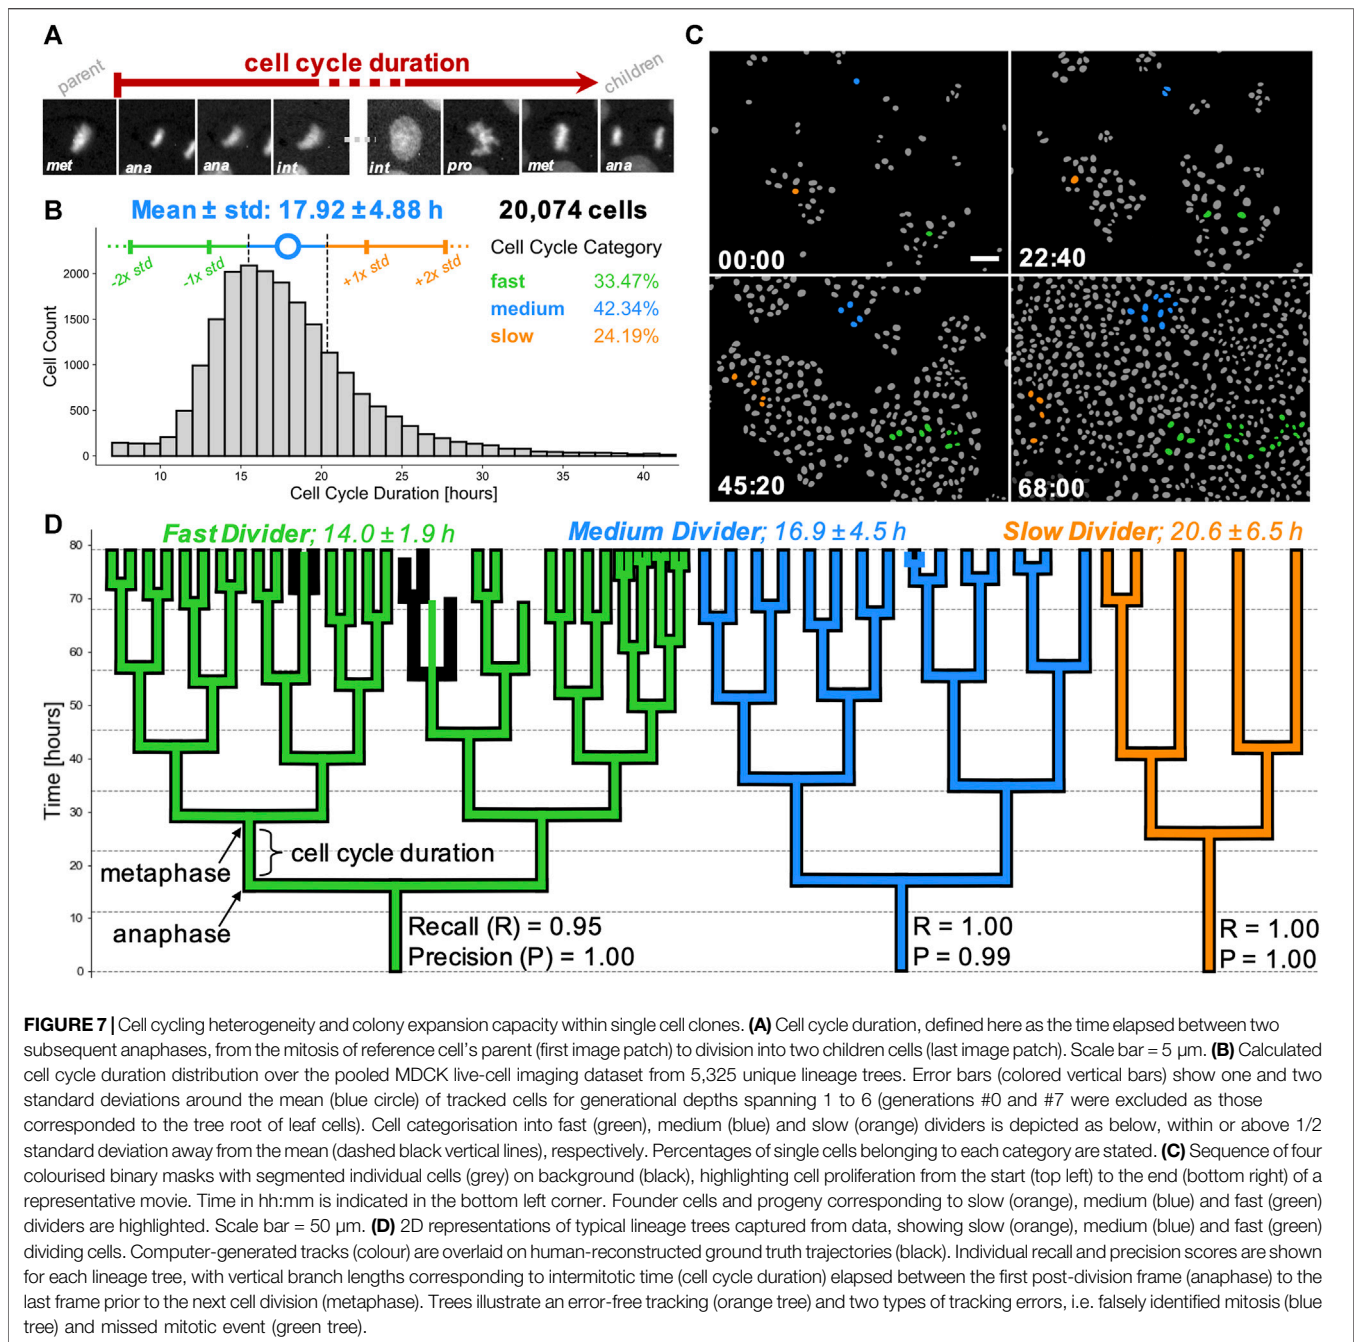 A
parent
cell cycle duration
children
met
ana
ana
int
int
pro
met
ana
B
Mean ± std: 17.92 ± 4.88 h
20,074 cells
-2x std
-1x std
+1x std
+2x std
Cell Cycle Category
fast 33.47%
medium 42.34%
slow 24.19%
Cell Count
2000
1500
1000
500
0
10 15 20 25 30 35 40
Cell Cycle Duration [hours]
C
00:00
22:40
45:20
68:00
D
Fast Divider; 14.0 ± 1.9 h
Medium Divider; 16.9 ± 4.5 h
Slow Divider; 20.6 ± 6.5 h
Time [hours]
80
70
60
50
40
30
20
10
0
metaphase
cell cycle duration
anaphase
Recall (R) = 0.95
Precision (P) = 1.00
R = 1.00
P = 0.99
R = 1.00
P = 1.00
FIGURE 7 | Cell cycling heterogeneity and colony expansion capacity within single cell clones. (A) Cell cycle duration, defined here as the time elapsed between two
subsequent anaphases, from the mitosis of reference cell's parent (first image patch) to division into two children cells (last image patch). Scale bar = 5 µm. (B) Calculated
cell cycle duration distribution over the pooled MDCK live-cell imaging dataset from 5,325 unique lineage trees. Error bars (colored vertical bars) show one and two
standard deviations around the mean (blue circle) of tracked cells for generational depths spanning 1 to 6 (generations #0 and #7 were excluded as those
corresponded to the tree root of leaf cells). Cell categorisation into fast (green), medium (blue) and slow (orange) dividers is depicted as below, within or above 1/2
standard deviation away from the mean (dashed black vertical lines), respectively. Percentages of single cells belonging to each category are stated. (C) Sequence of four
colourised binary masks with segmented individual cells (grey) on background (black), highlighting cell proliferation from the start (top left) to the end (bottom right) of a
representative movie. Time in hh:mm is indicated in the bottom left corner. Founder cells and progeny corresponding to slow (orange), medium (blue) and fast (green)
dividers are highlighted. Scale bar = 50 µm. (D) 2D representations of typical lineage trees captured from data, showing slow (orange), medium (blue) and fast (green)
dividing cells. Computer-generated tracks (colour) are overlaid on human-reconstructed ground truth trajectories (black). Individual recall and precision scores are shown
for each lineage tree, with vertical branch lengths corresponding to intermitotic time (cell cycle duration) elapsed between the first post-division frame (anaphase) to the
last frame prior to the next cell division (metaphase). Trees illustrate an error-free tracking (orange tree) and two types of tracking errors, i.e. falsely identified mitosis (blue
tree) and missed mitotic event (green tree).